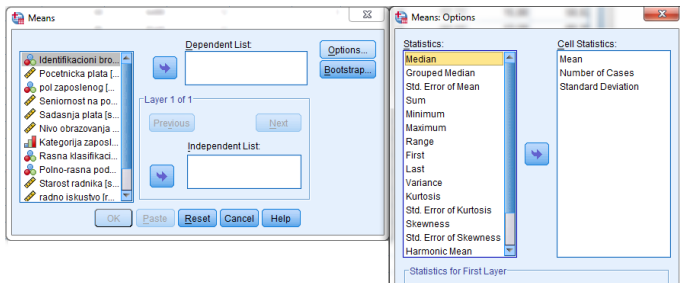 Means
Identifikacioni bro...
Pocetnicka plata [...
pol zaposlenog [...
Seniornost na po...
Sadasnja plata [s...
Nivo obrazovanja ...
Kategorija zaposl...
Rasna klasifikaci...
Polno-rasna pod...
Starost radnika [s...
radno iskustvo [r...
Dependent List:
Options...
Bootstrap...
Layer 1 of 1
Previous
Next
Independent List:
OK
Paste
Reset
Cancel
Help
Means: Options
Statistics:
Median
Grouped Median
Std. Error of Mean
Sum
Minimum
Maximum
Range
First
Last
Variance
Kurtosis
Std. Error of Kurtosis
Skewness
Std. Error of Skewness
Harmonic Mean
Cell Statistics:
Mean
Number of Cases
Standard Deviation
Statistics for First Layer